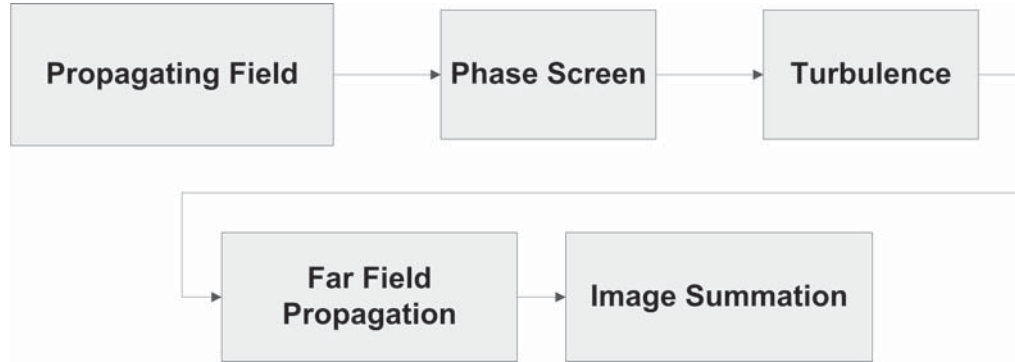 Propagating Field
Phase Screen
Turbulence
Far Field
Propagation
Image Summation